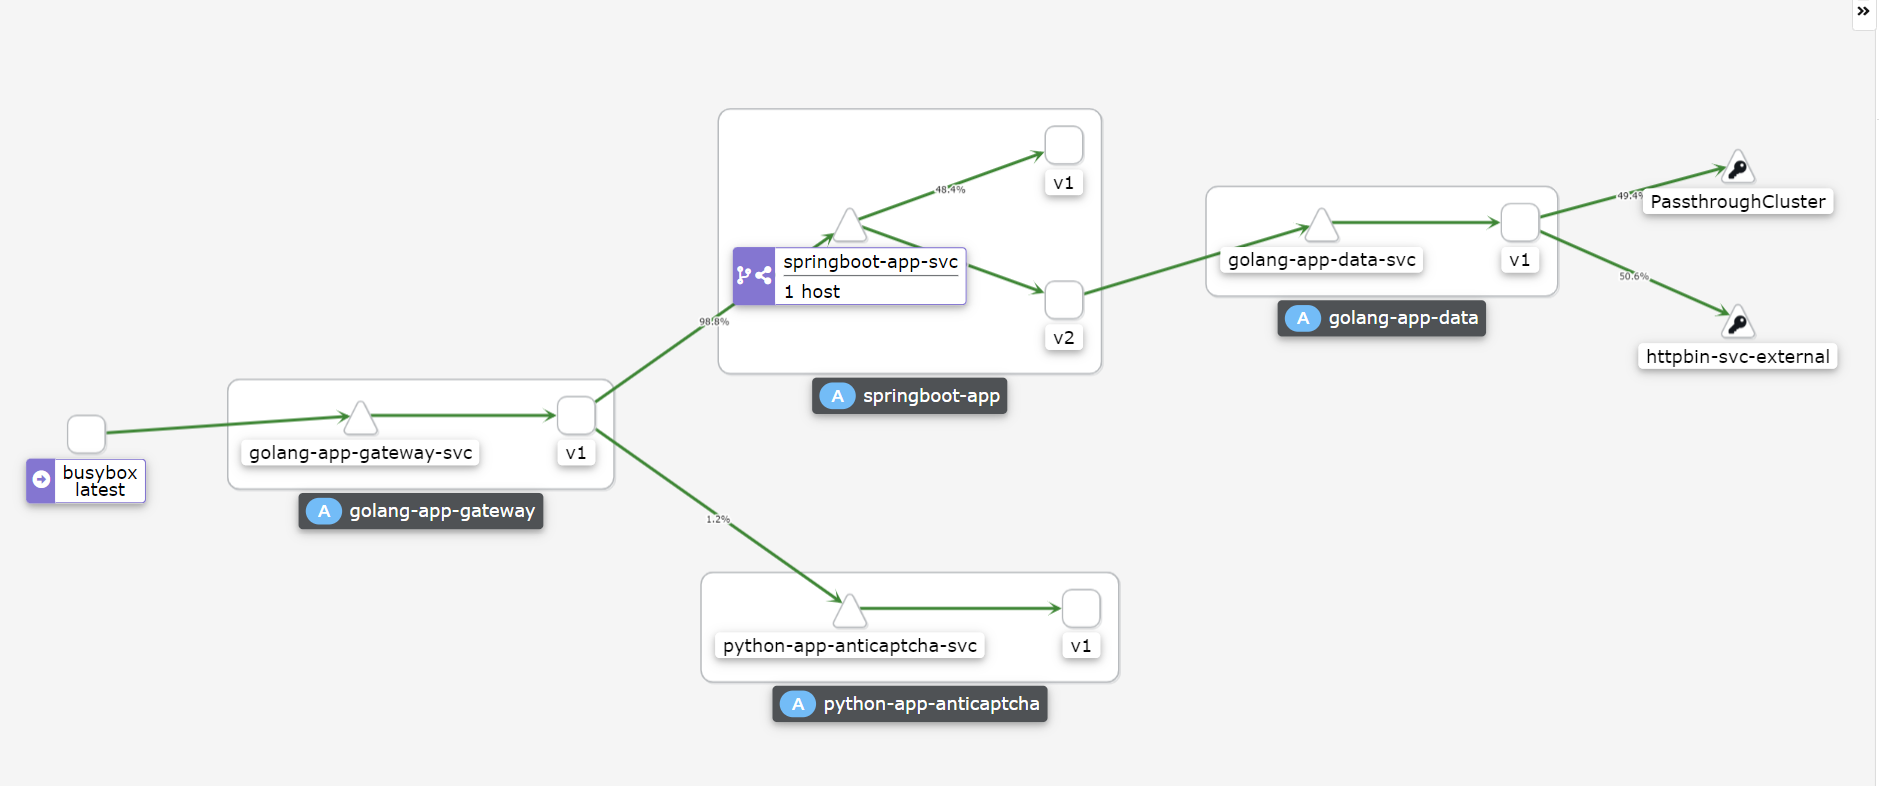 busybox
latest
golang-app-gateway-svc
v1
A golang-app-gateway
98.8%
1.2%
springboot-app-svc
1 host
48.4%
v1
v2
A springboot-app
python-app-anticaptcha-svc
v1
A python-app-anticaptcha
golang-app-data-svc
v1
A golang-app-data
49.4%
PassthroughCluster
50.6%
httpbin-svc-external